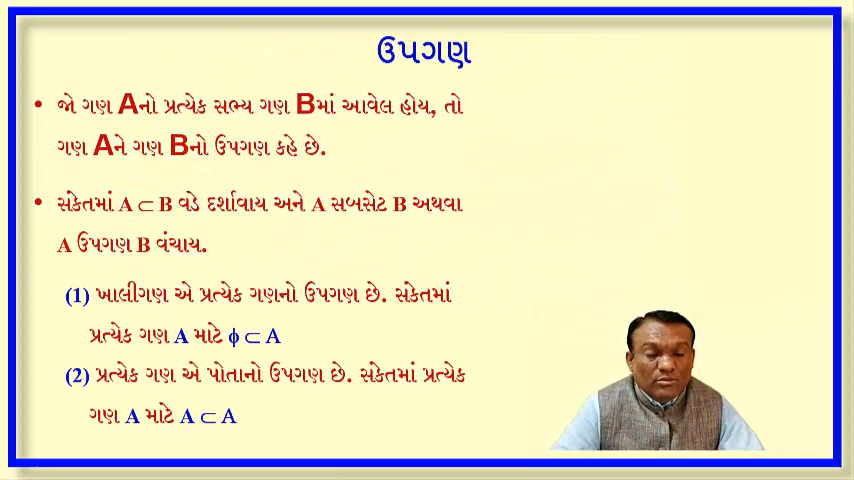 ઉપગણ
• જો ગણ Aનો પ્રત્યેક સભ્ય ગણ Bમાં આવેલ હોય, તો
ગણ Aને ગણ Bનો ઉપગણ કહે છે.
• સંકેતમાં A ⊂ B વડે દર્શાવાય અને A સબસેટ B અથવા
A ઉપગણ B વંચાય.
(1) ખાલીગણ એ પ્રત્યેક ગણનો ઉપગણ છે. સંકેતમાં
પ્રત્યેક ગણ A માટે ϕ ⊂ A
(2) પ્રત્યેક ગણ એ પોતાનો ઉપગણ છે. સંકેતમાં પ્રત્યેક
ગણ A માટે A ⊂ A